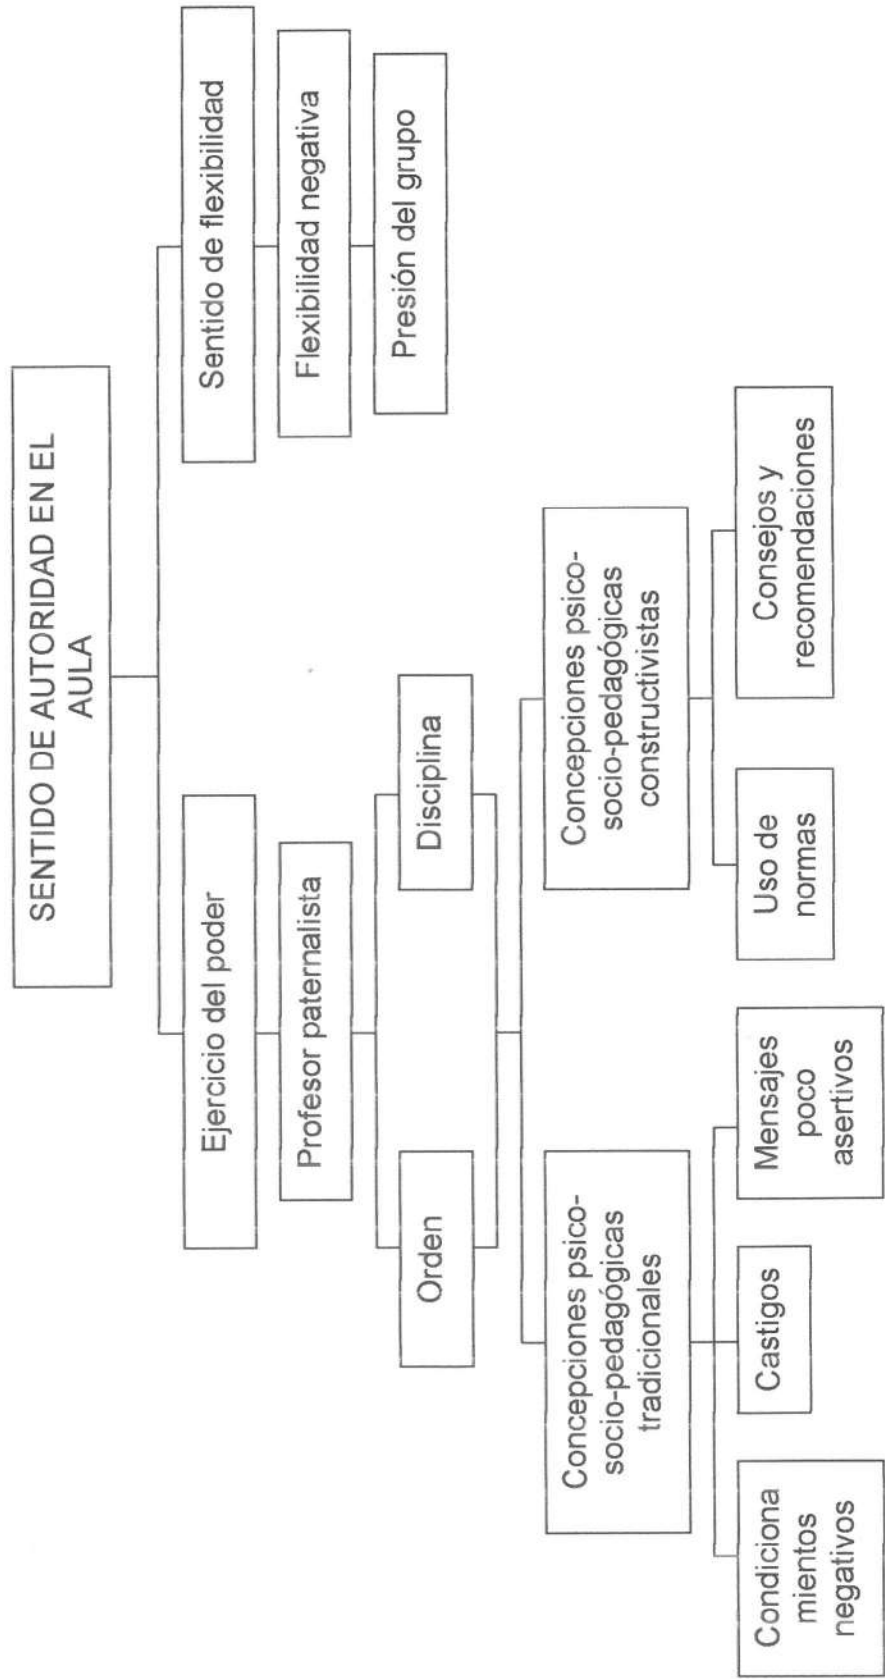 SENTIDO DE AUTORIDAD EN EL
AULA
Ejercicio del poder
Sentido de flexibilidad
Profesor paternalista
Flexibilidad negativa
Orden
Disciplina
Presión del grupo
Concepciones psico-
socio-pedagógicas
tradicionales
Concepciones psico-
socio-pedagógicas
constructivistas
Condiciona
mientos
negativos
Castigos
Mensajes
poco
asertivos
Uso de
normas
Consejos y
recomendaciones